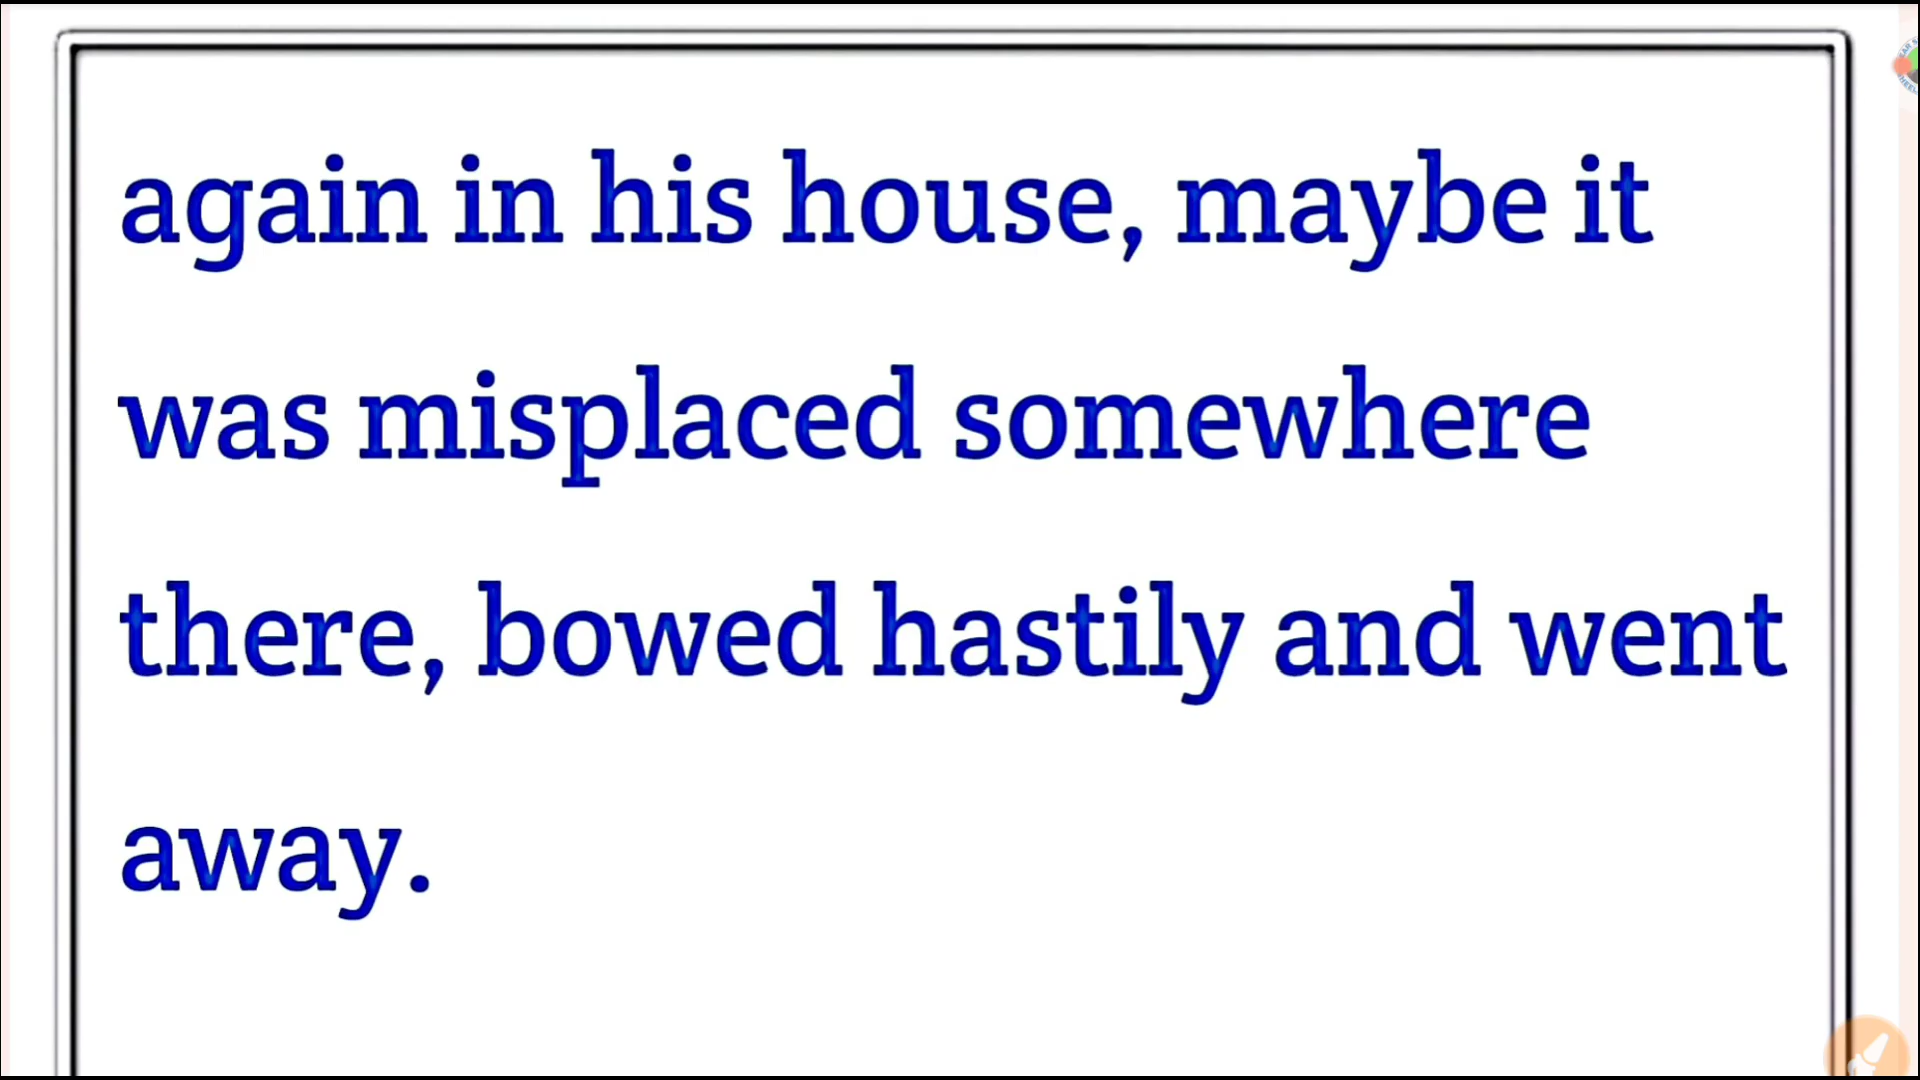 again in his house, maybe it
was misplaced somewhere
there, bowed hastily and went
away.